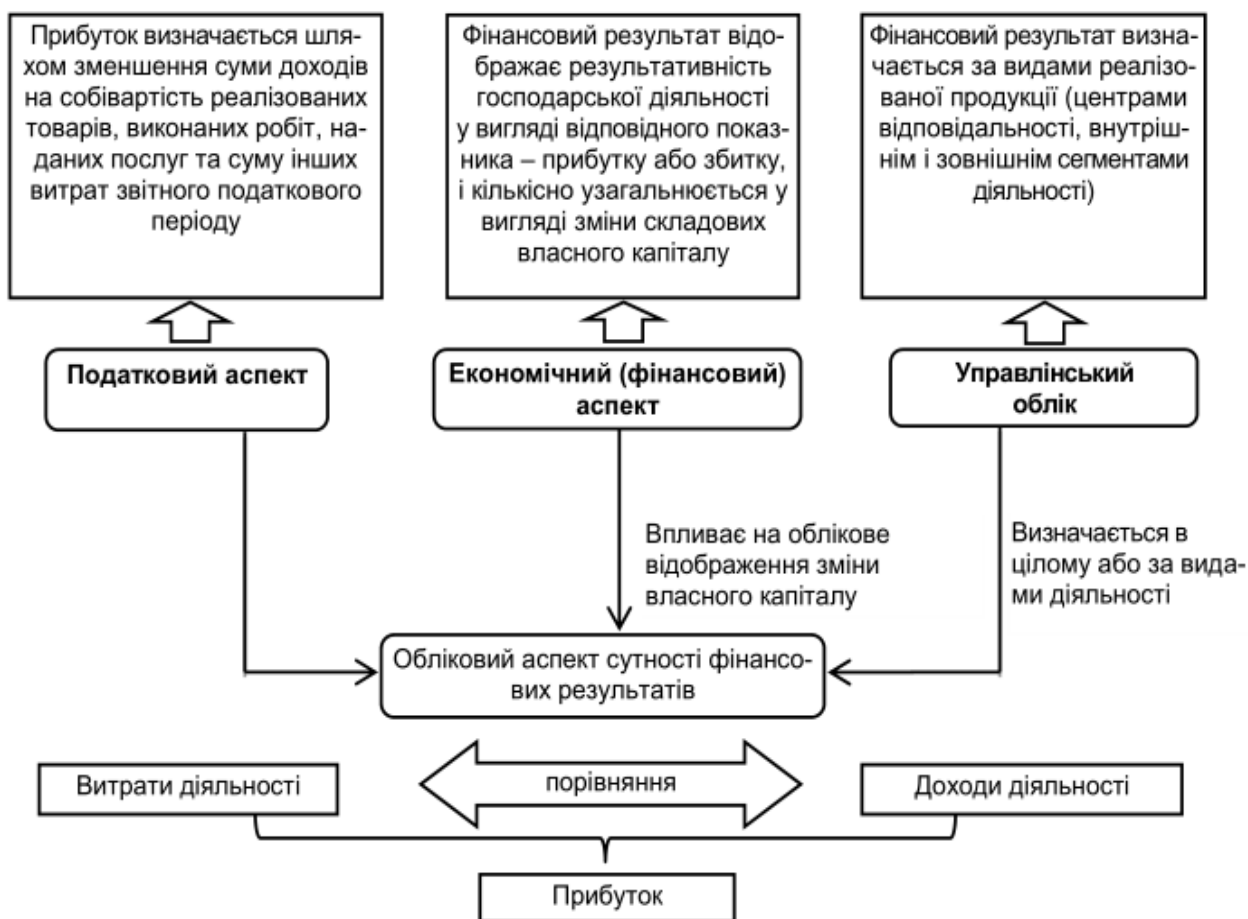 Прибуток визначається шля-
хом зменшення суми доходів
на собівартість реалізованих
товарів, виконаних робіт, на-
даних послуг та суму інших
витрат звітного податкового
періоду
Фінансовий результат відо-
бражає результативність
господарської діяльності
у вигляді відповідного показ-
ника – прибутку або збитку,
і кількісно узагальнюється у
вигляді зміни складових
власного капіталу
Фінансовий результат визна-
чається за видами реалізо-
ваної продукції (центрами
відповідальності, внутріш-
нім і зовнішнім сегментами
діяльності)
Податковий аспект
Економічний (фінансовий)
аспект
Управлінський
облік
Впливає на облікове
відображення зміни
власного капіталу
Визначається в
цілому або за вида-
ми діяльності
Обліковий аспект сутності фінансо-
вих результатів
Витрати діяльності
порівняння
Доходи діяльності
Прибуток